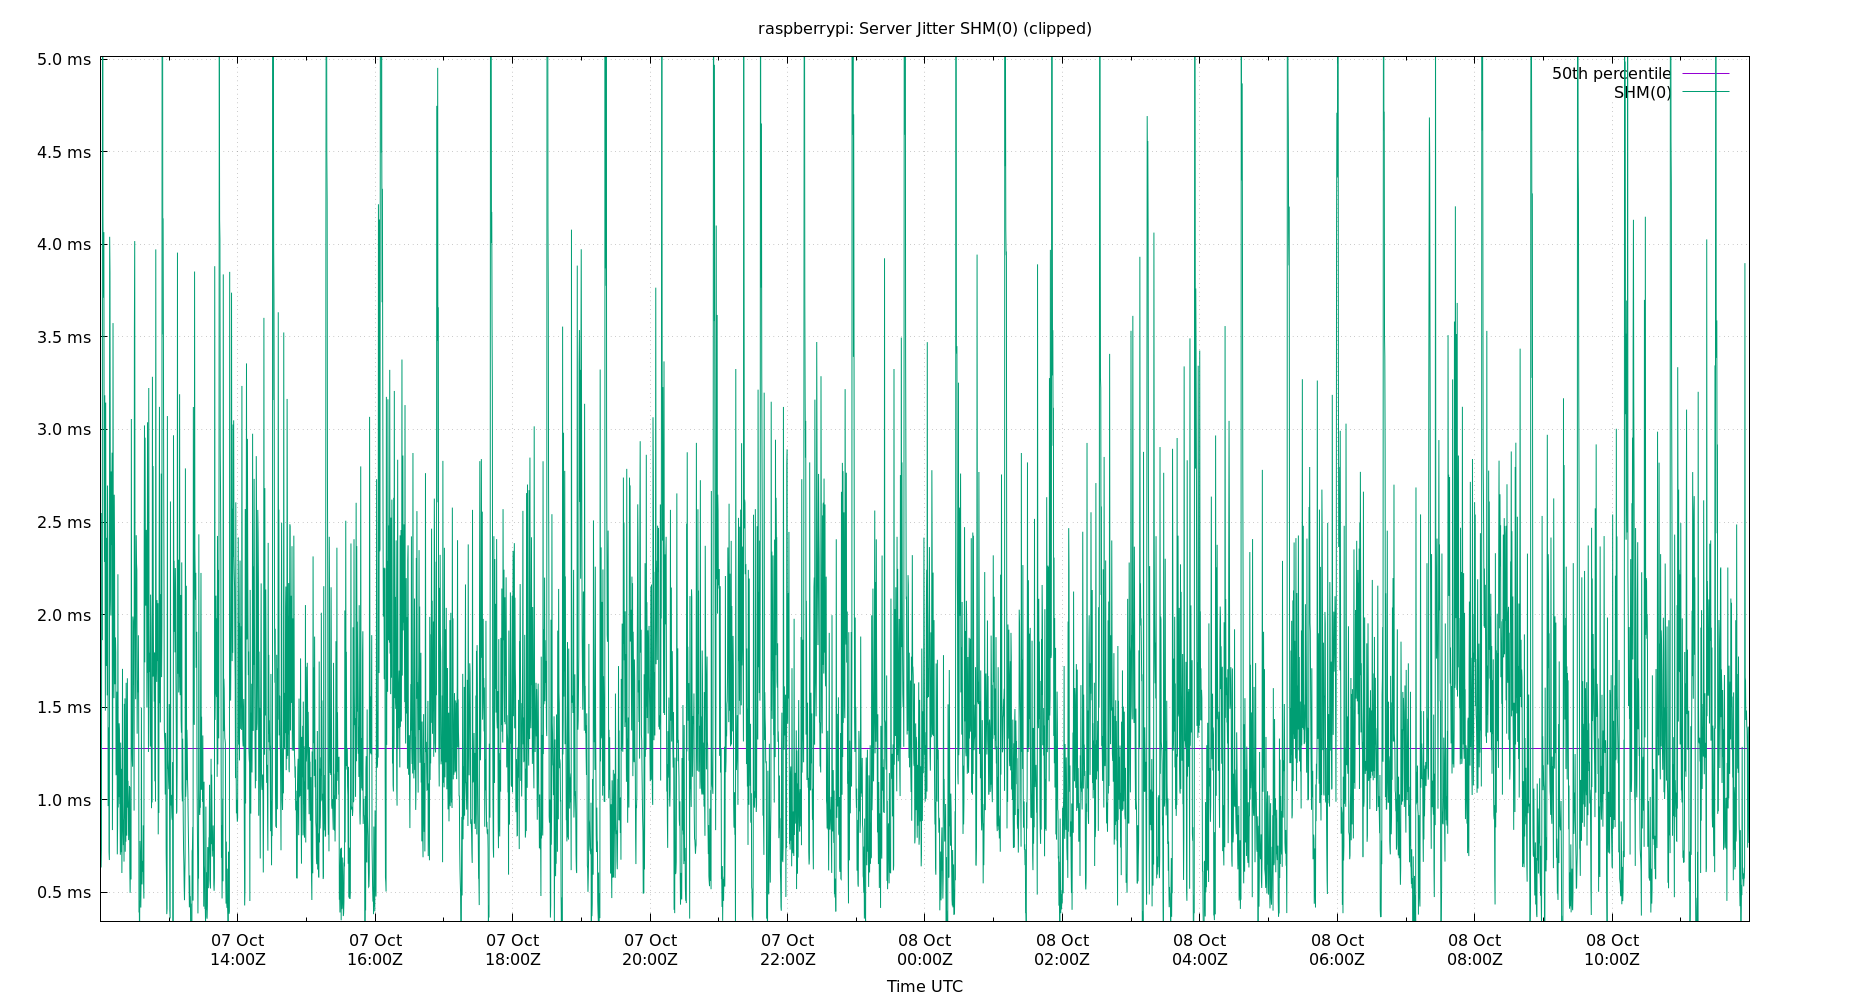 raspberrypi: Server Jitter SHM(0) (clipped)
5.0 ms
4.5 ms
4.0 ms
3.5 ms
3.0 ms
2.5 ms
2.0 ms
1.5 ms
1.0 ms
0.5 ms
50th percentile
SHM(0)
07 Oct 07 Oct 07 Oct 07 Oct 07 Oct 08 Oct 08 Oct 08 Oct 08 Oct 08 Oct 08 Oct
14:00Z 16:00Z 18:00Z 20:00Z 22:00Z 00:00Z 02:00Z 04:00Z 06:00Z 08:00Z 10:00Z
Time UTC